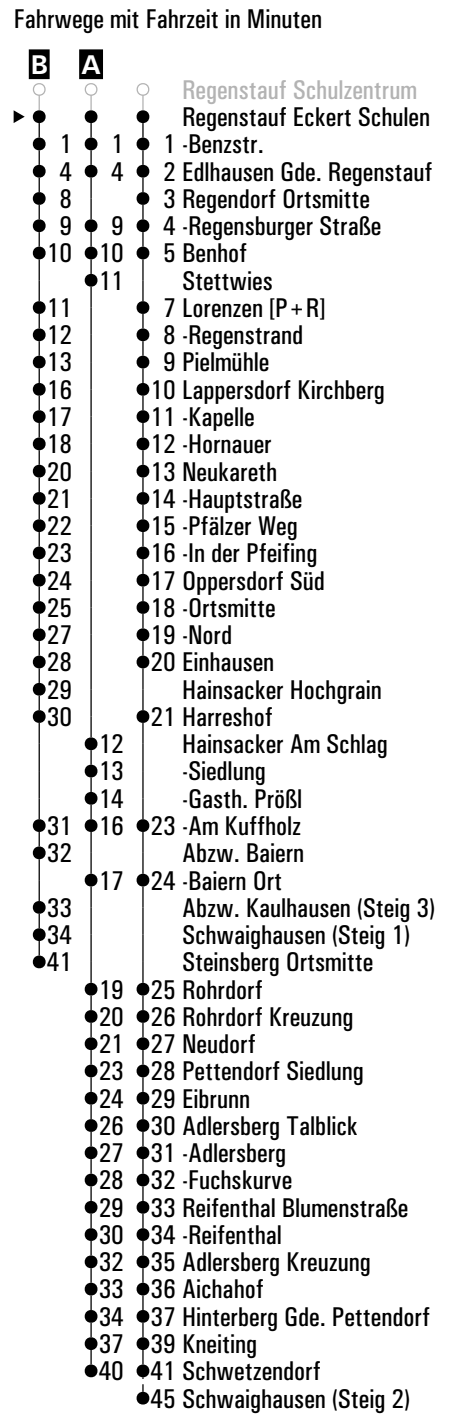 Fahrwege mit Fahrzeit in Minuten
B A
Regenstauf Schulzentrum
Regenstauf Eckert Schulen
1 1 1 -Benzstr.
4 4 2 Edlhausen Gde. Regenstauf
8 3 Regendorf Ortsmitte
9 9 4 -Regensburger Straße
10 10 5 Benhof
11 Stettwies
11 7 Lorenzen [P+R]
12 8 -Regenstrand
13 9 Pielmühle
16 10 Lappersdorf Kirchberg
17 11 -Kapelle
18 12 -Hornauer
20 13 Neukareth
21 14 -Hauptstraße
22 15 -Pfälzer Weg
23 16 -In der Pfeifing
24 17 Oppersdorf Süd
25 18 -Ortsmitte
27 19 -Nord
28 20 Einhausen
29 Hainsacker Hochgrain
30 21 Harreshof
12 Hainsacker Am Schlag
13 -Siedlung
14 -Gasth. Prößl
31 16 23 -Am Kuffholz
32 Abzw. Baiern
17 24 -Baiern Ort
33 Abzw. Kaulhausen (Steig 3)
34 Schwaighausen (Steig 1)
41 Steinsberg Ortsmitte
19 25 Rohrdorf
20 26 Rohrdorf Kreuzung
21 27 Neudorf
23 28 Pettendorf Siedlung
24 29 Eibrunn
26 30 Adlersberg Talblick
27 31 -Adlersberg
28 32 -Fuchskurve
29 33 Reifenthal Blumenstraße
30 34 -Reifenthal
32 35 Adlersberg Kreuzung
33 36 Aichahof
34 37 Hinterberg Gde. Pettendorf
37 39 Kneiting
40 41 Schwetzendorf
45 Schwaighausen (Steig 2)